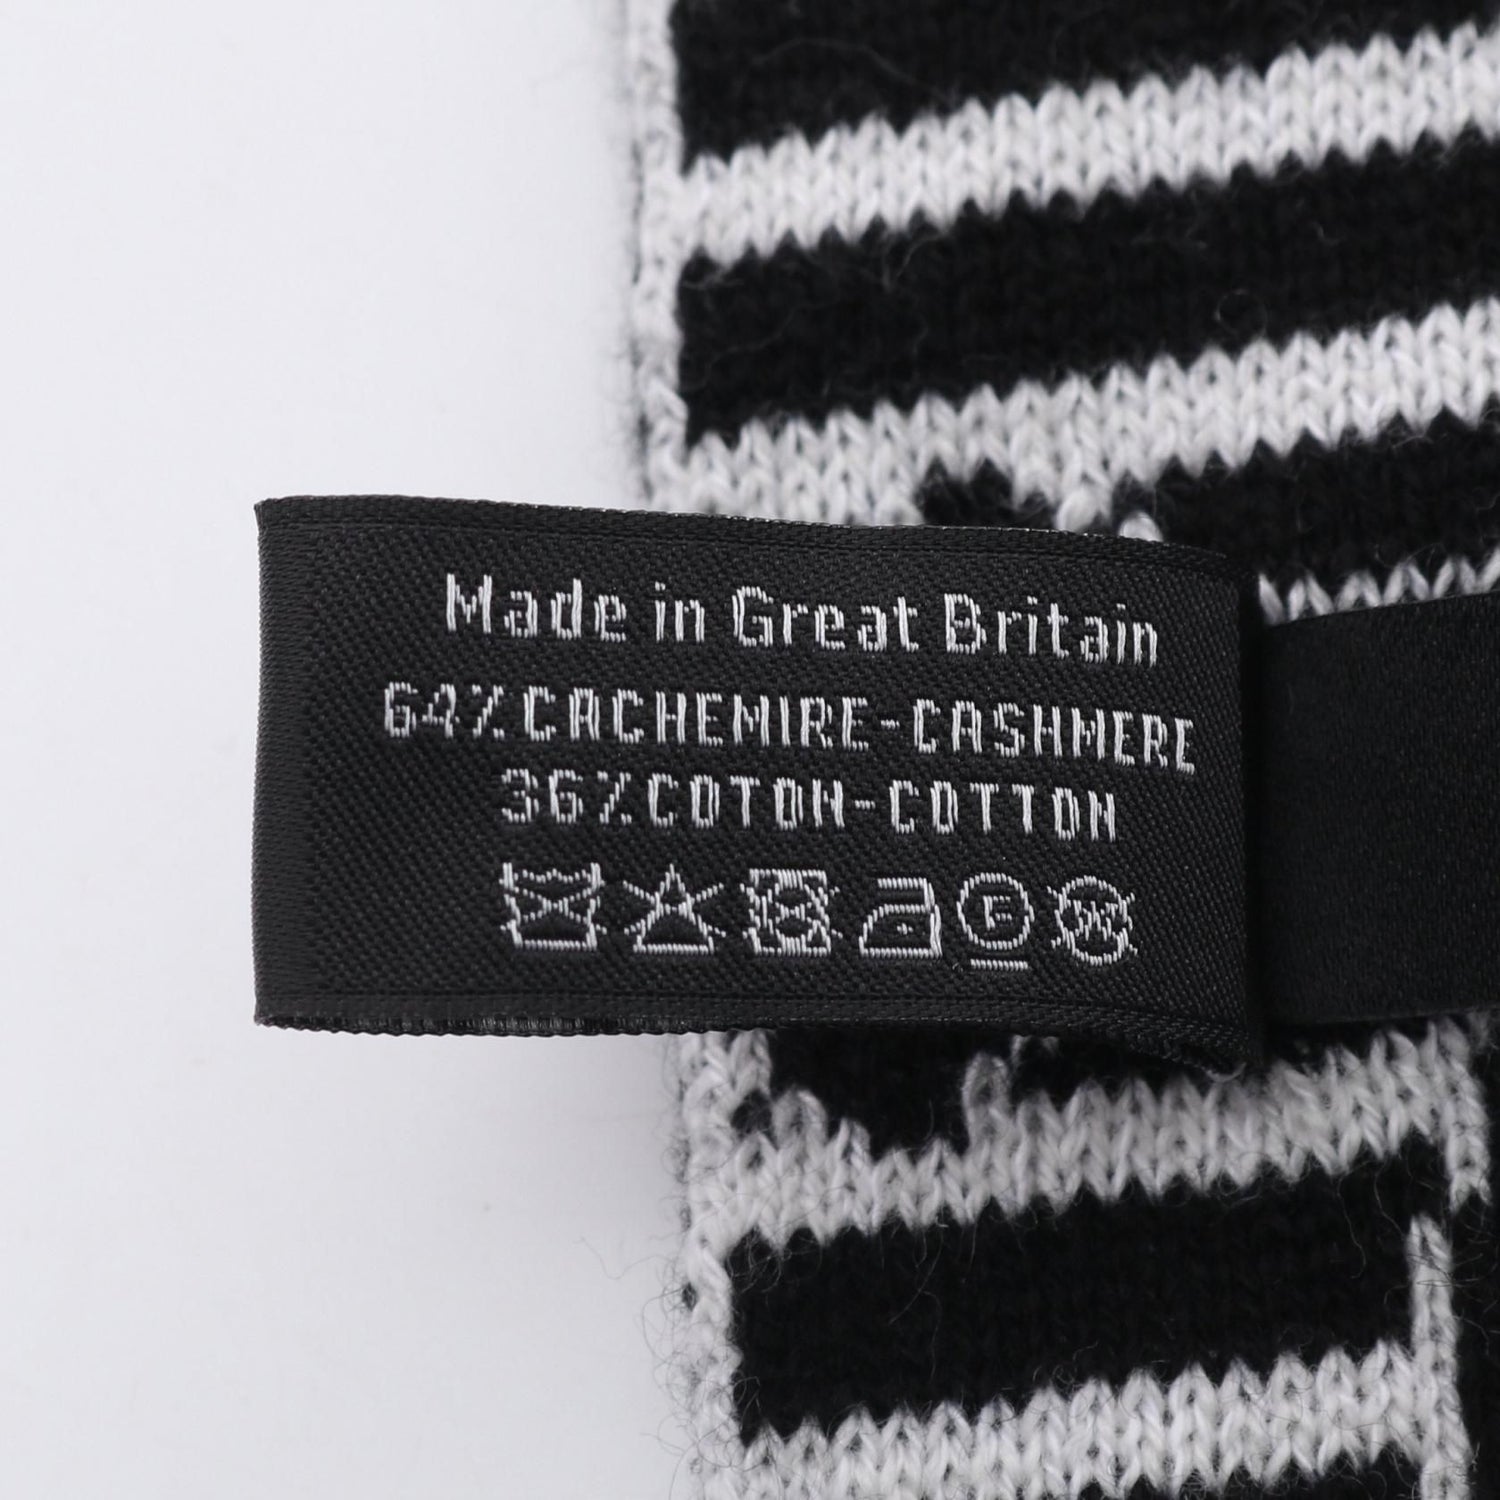 Made in Great Britain
64%CACHEMIRE-CASHMERE
36%COTON-COTTON
P W